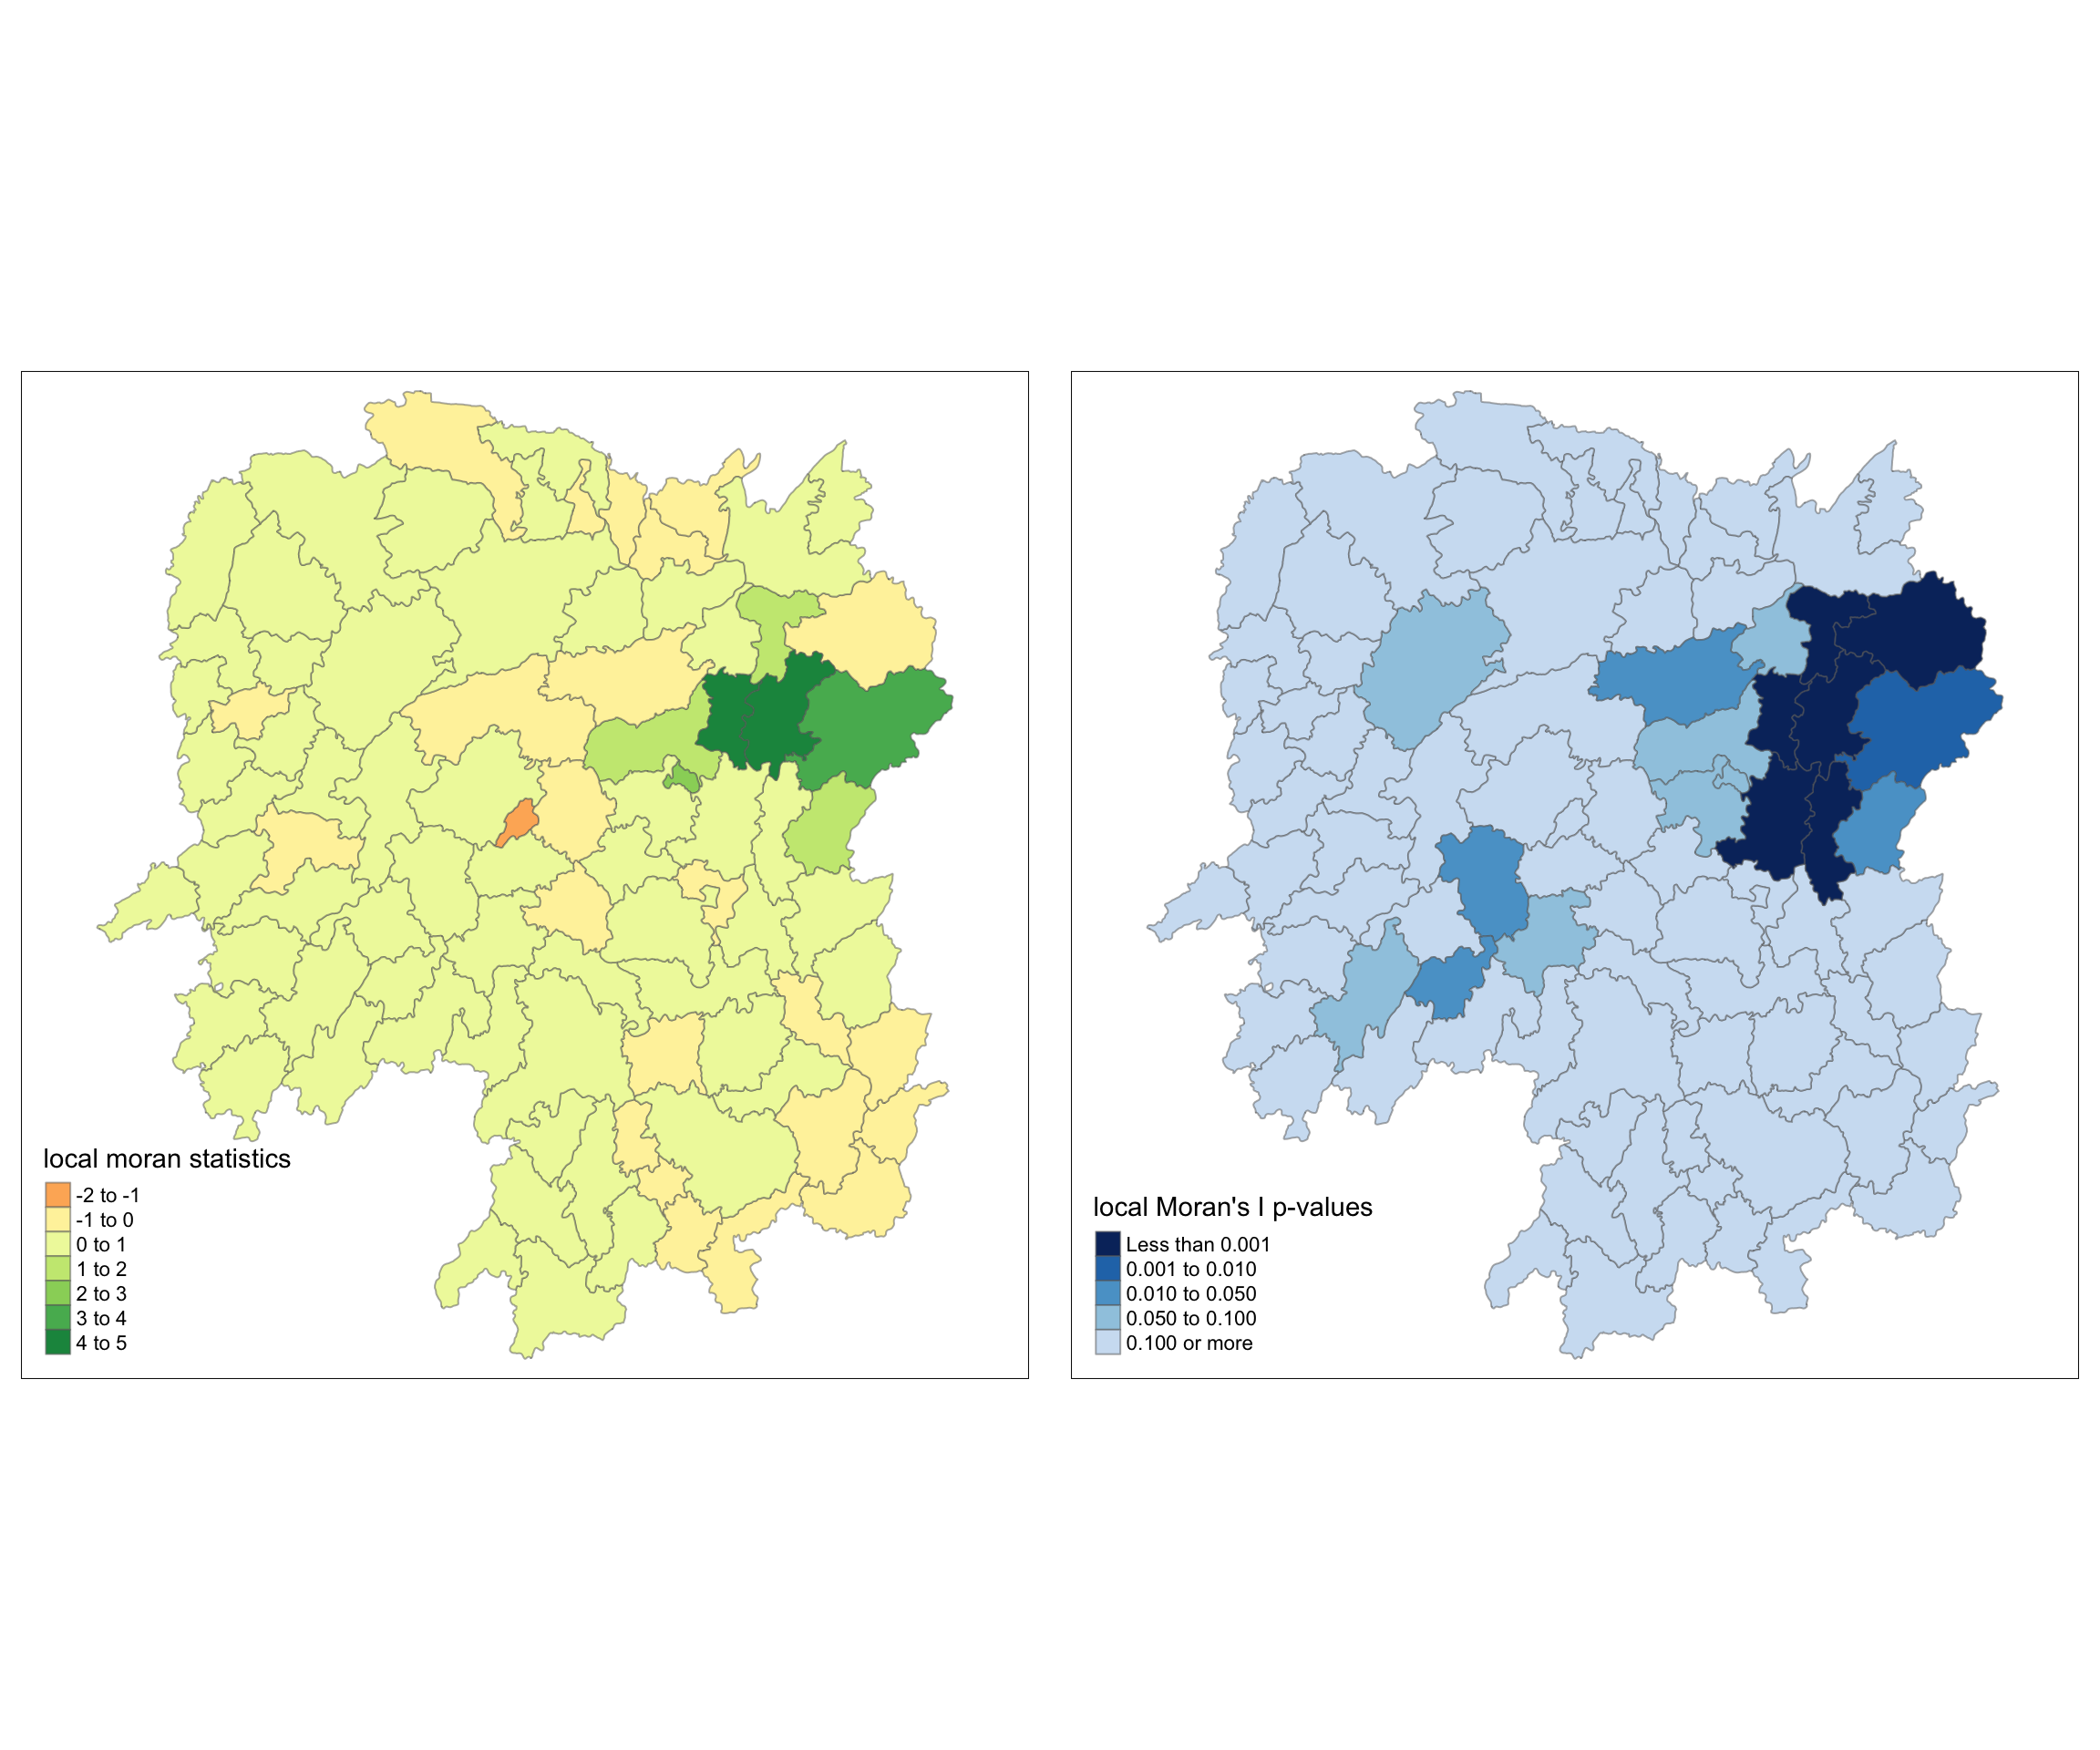 local moran statistics
-2 to -1
-1 to 0
0 to 1
1 to 2
2 to 3
3 to 4
4 to 5
local Moran's I p-values
Less than 0.001
0.001 to 0.010
0.010 to 0.050
0.050 to 0.100
0.100 or more